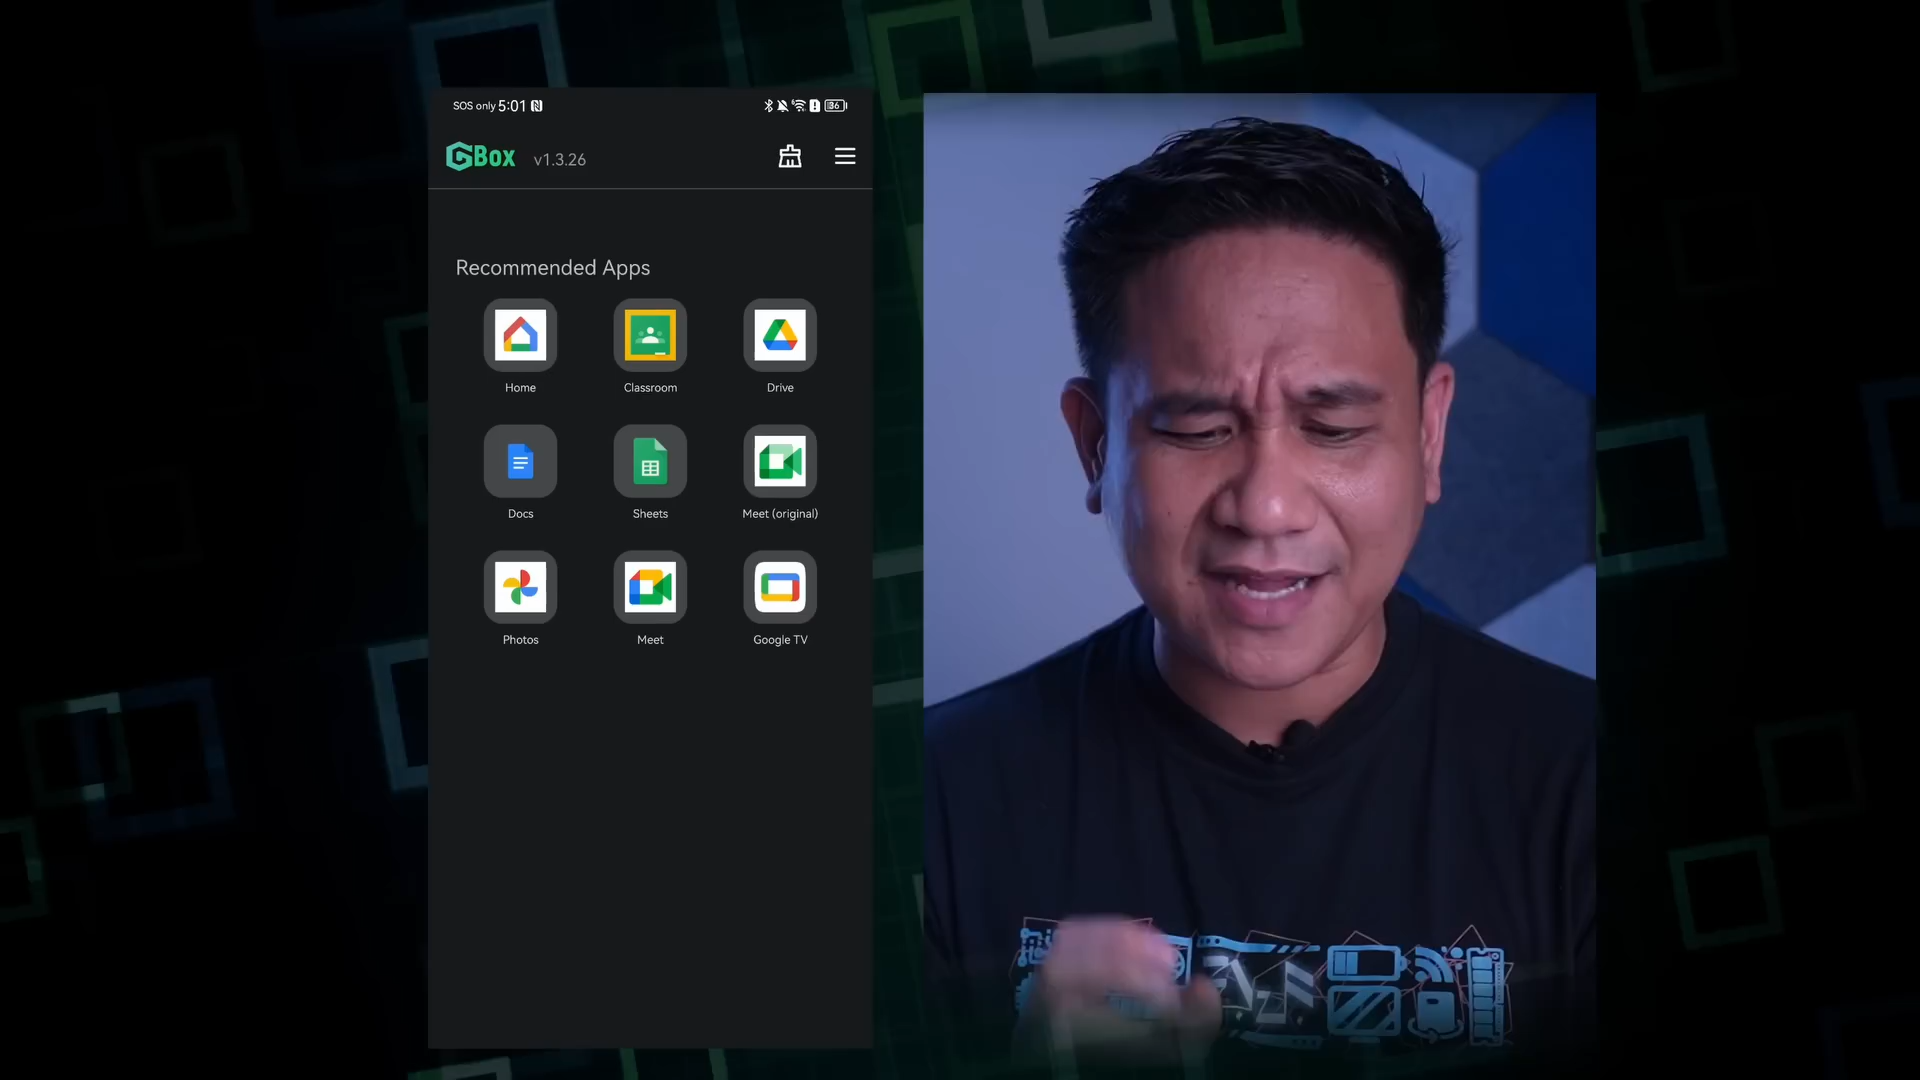 SOS only 5:01
36
GBox v1.3.26
Recommended Apps
Home Classroom Drive
Docs Sheets Meet (original)
Photos Meet Google TV